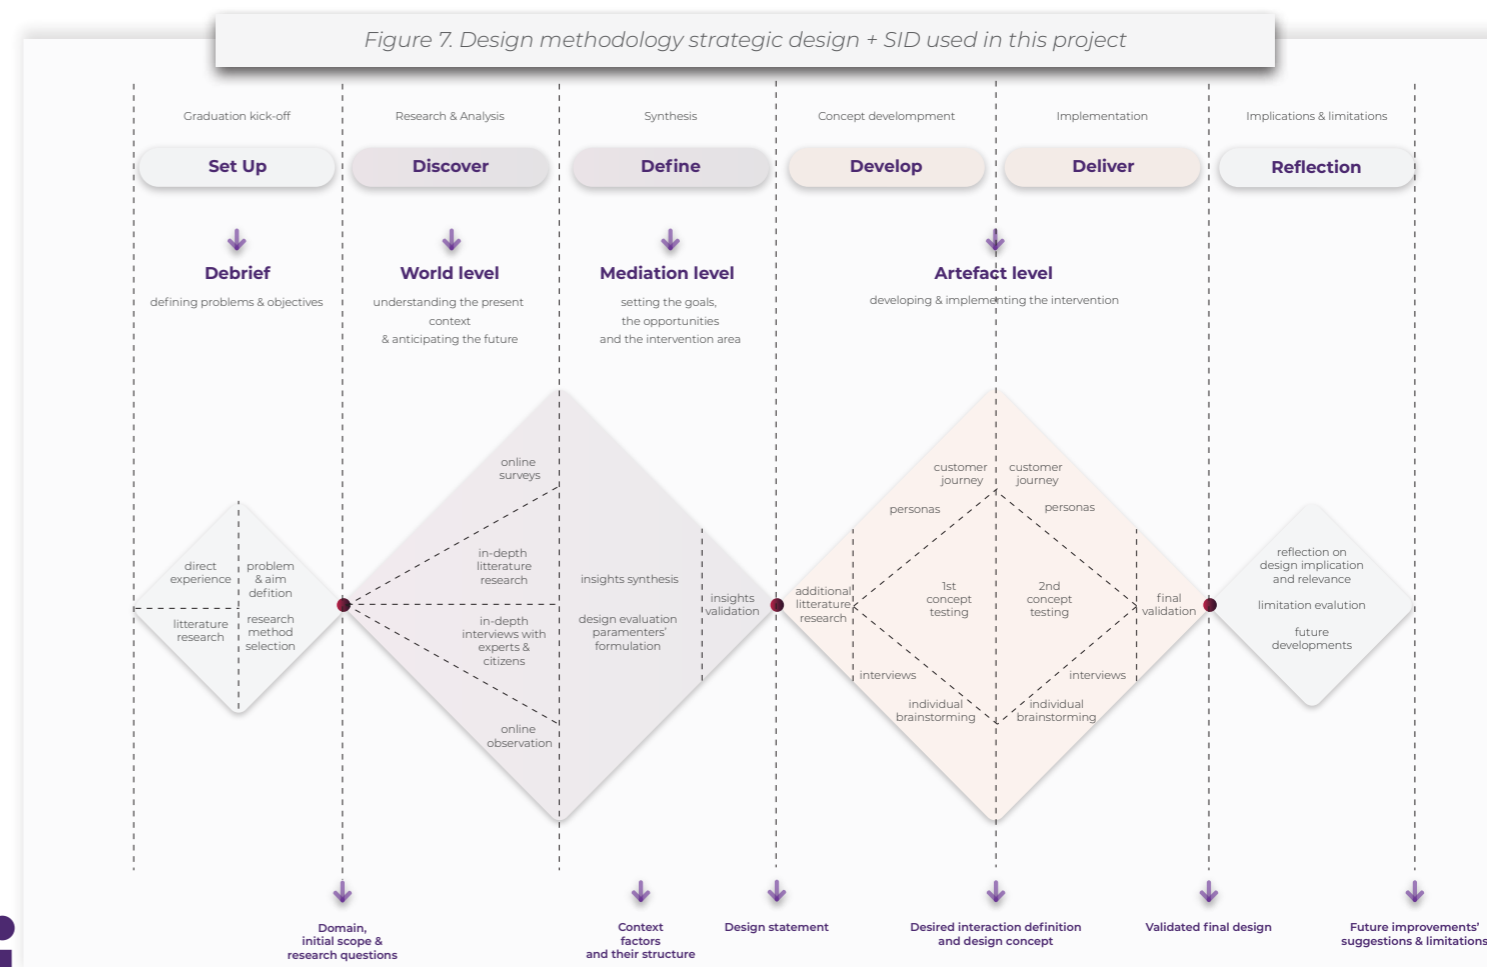 Figure 7. Design methodology strategic design + SID used in this project
Graduation kick-off
Research & Analysis
Synthesis
Concept develompment
Implementation
Implications & limitations
Set Up
Discover
Define
Develop
Deliver
Reflection
Debrief
defining problems & objectives
World level
understanding the present
context
& anticipating the future
Mediation level
setting the goals,
the opportunities
and the intervention area
Artefact level
developing & implementing the intervention
direct
experience
problem
& aim
defition
litterature
research
research
method
selection
online
surveys
in-depth
litterature
research
in-depth
interviews with
experts &
citizens
online
observation
insights synthesis
design evaluation
paramenters'
formulation
insights
validation
additional
litterature
research
customer
journey
personas
1st
concept
testing
interviews
individual
brainstorming
customer
journey
personas
2nd
concept
testing
interviews
individual
brainstorming
final
validation
reflection on
design implication
and relevance
limitation evalution
future
developments
Domain,
initial scope &
research questions
Context
factors
and their structure
Design statement
Desired interaction definition
and design concept
Validated final design
Future improvements'
suggestions & limitations